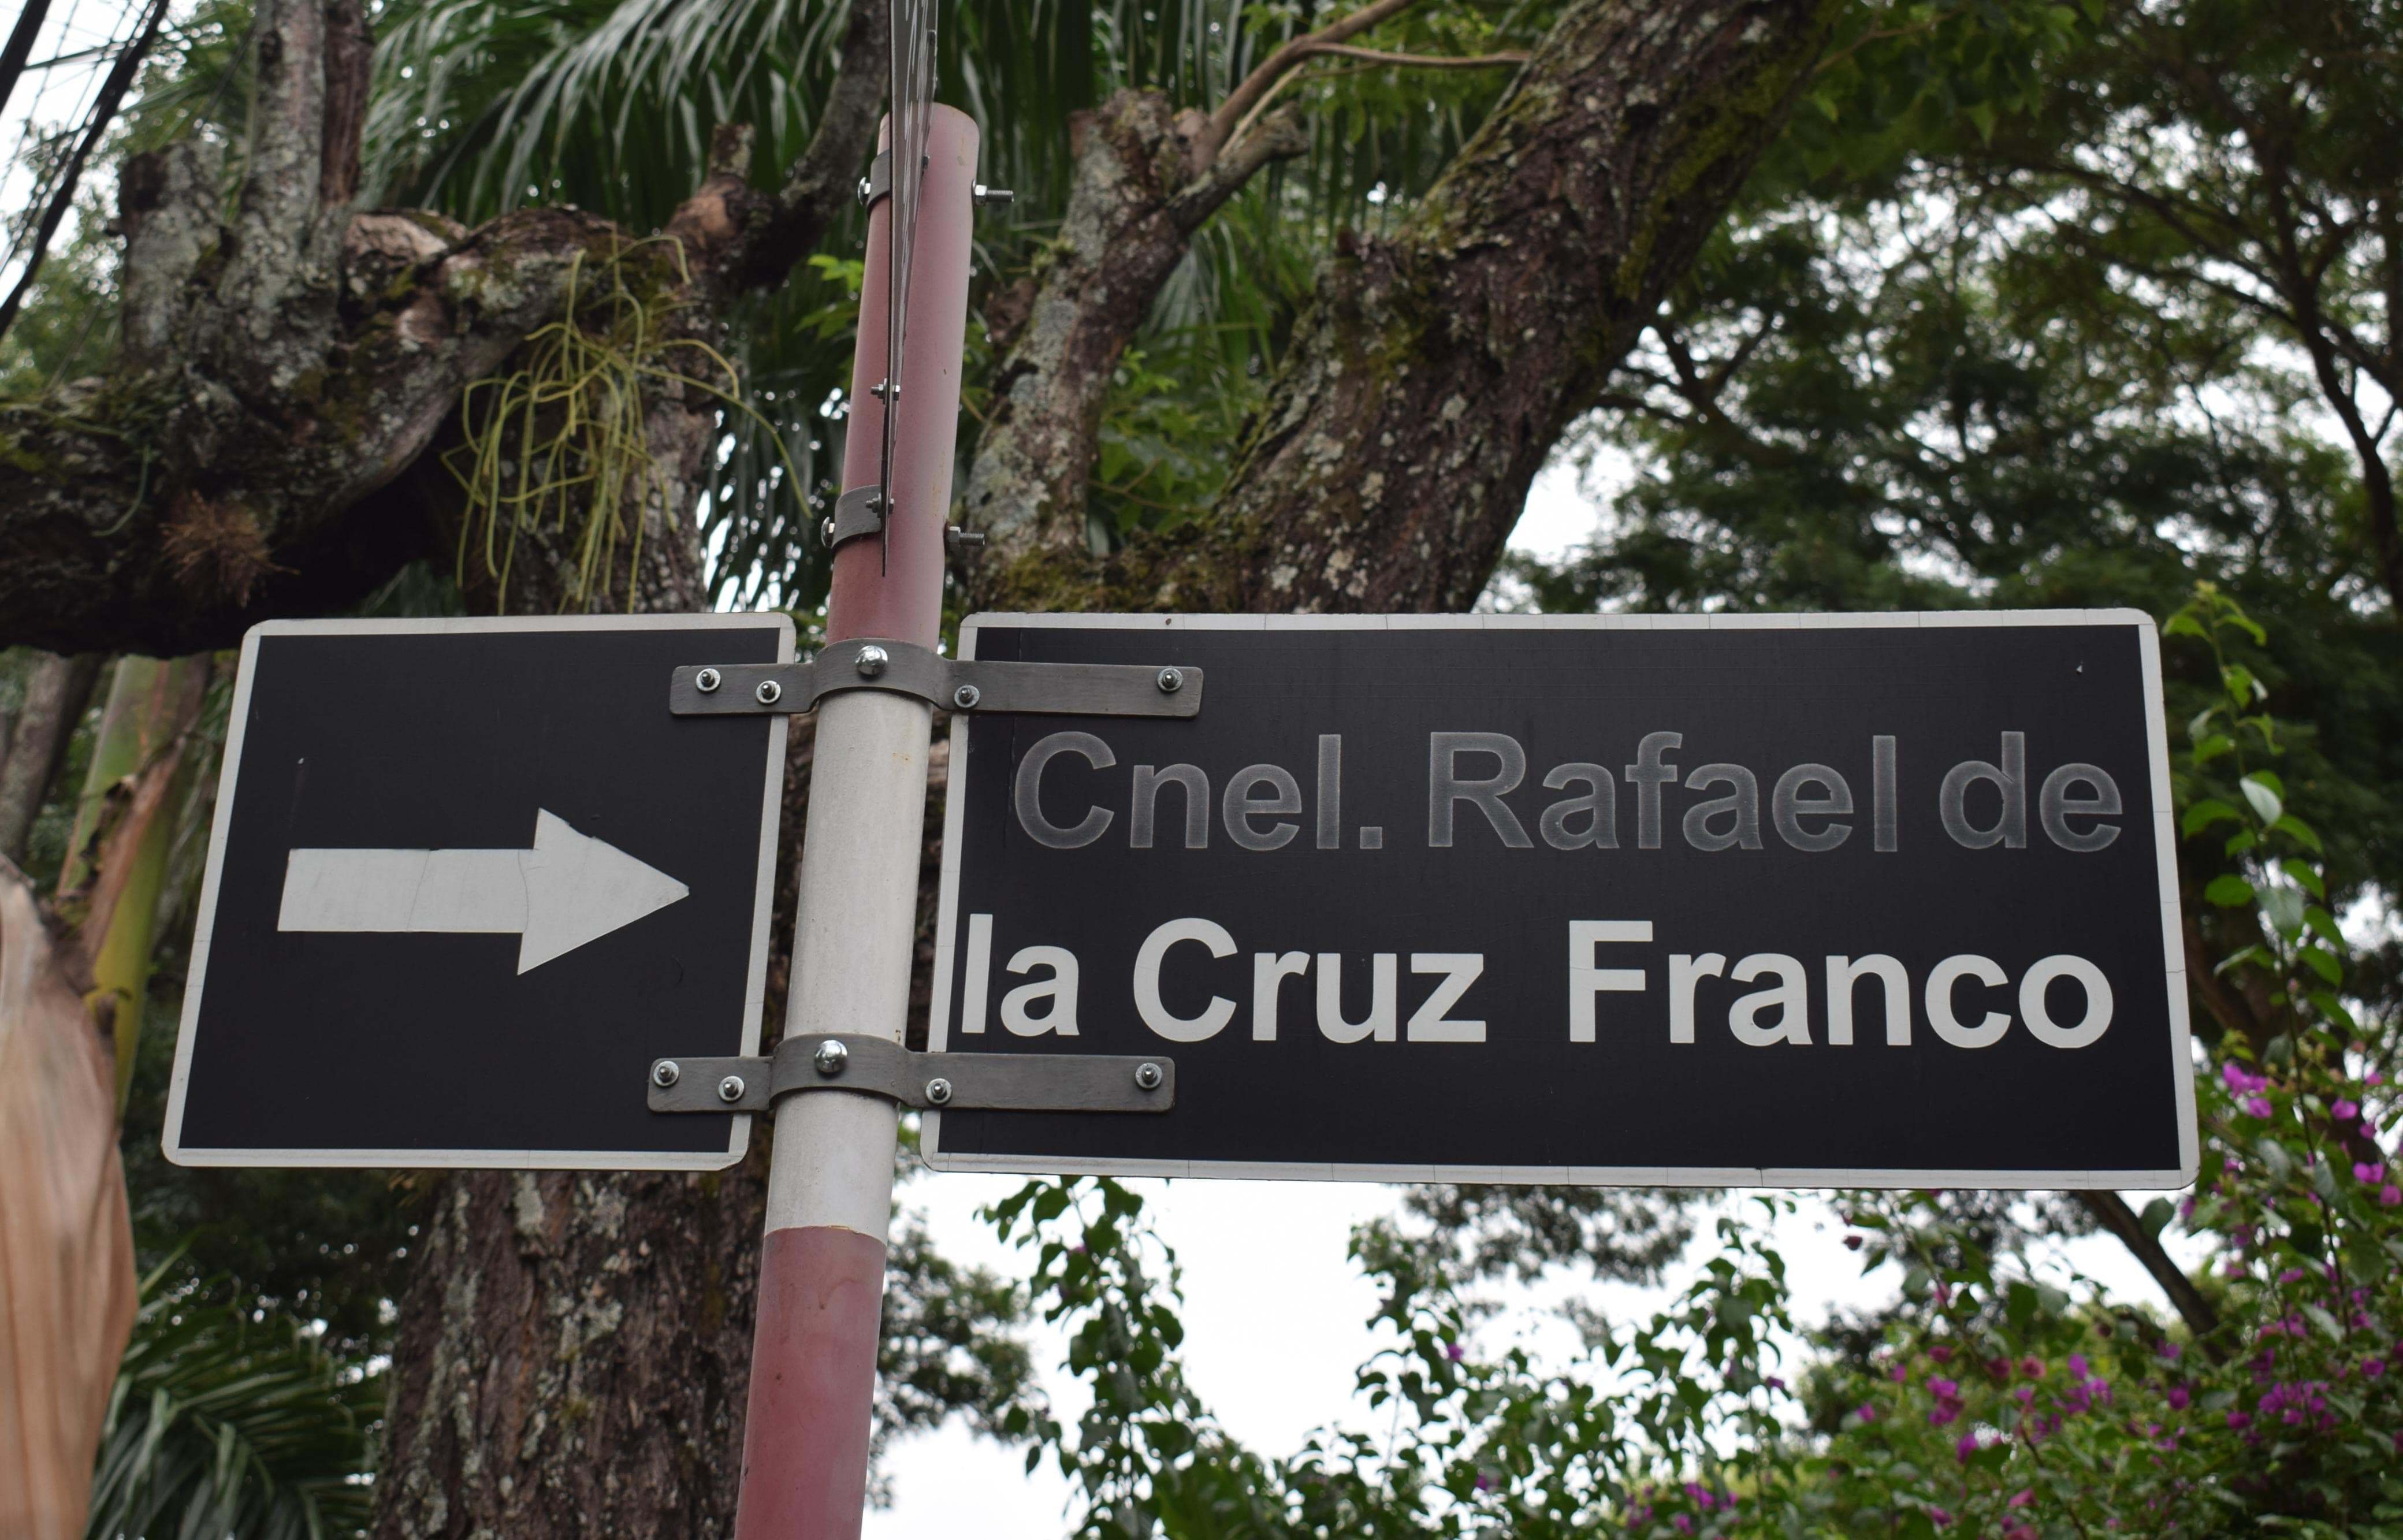 Cnel. Rafael de
la Cruz Franco